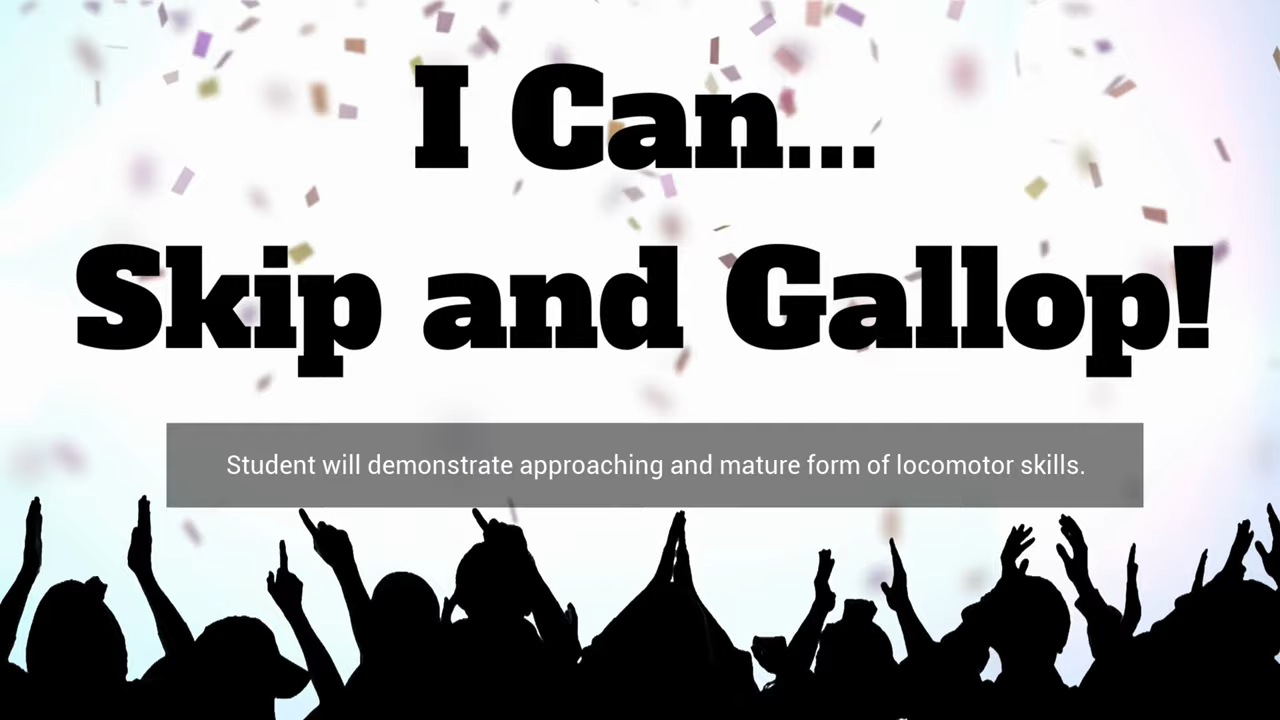 I Can...
Skip and Gallop!
Student will demonstrate approaching and mature form of locomotor skills.